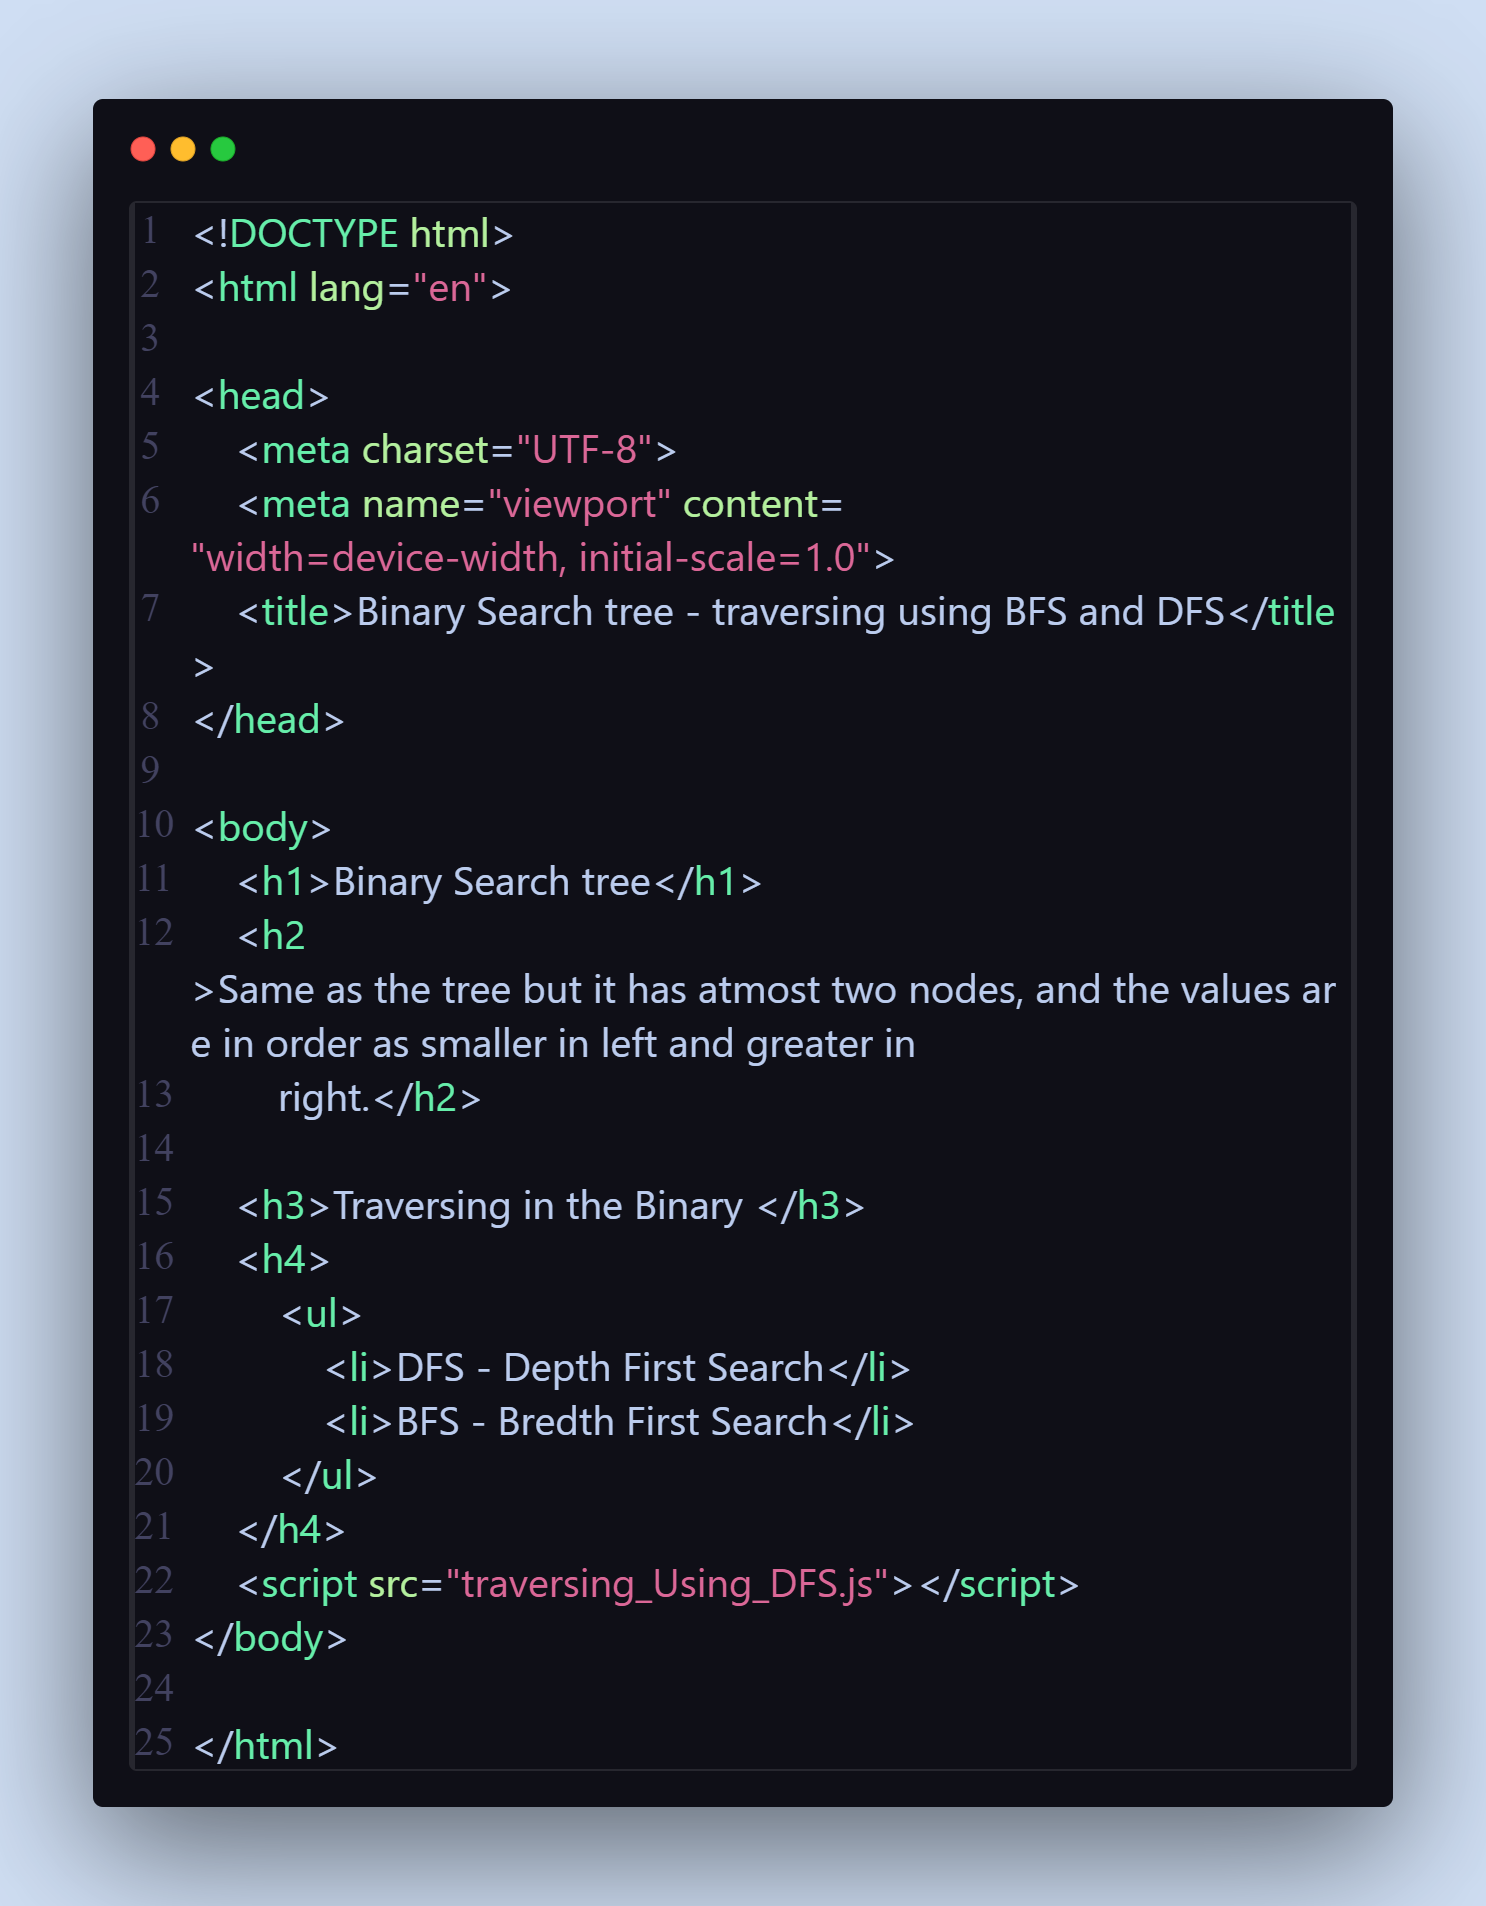 1 <!DOCTYPE html>
2 <html lang="en">
3
4 <head>
5     <meta charset="UTF-8">
6     <meta name="viewport" content=
"width=device-width, initial-scale=1.0">
7     <title>Binary Search tree - traversing using BFS and DFS</title
>
8 </head>
9
10 <body>
11     <h1>Binary Search tree</h1>
12     <h2
>Same as the tree but it has atmost two nodes, and the values ar
e in order as smaller in left and greater in
13         right.</h2>
14
15     <h3>Traversing in the Binary </h3>
16     <h4>
17         <ul>
18             <li>DFS - Depth First Search</li>
19             <li>BFS - Bredth First Search</li>
20         </ul>
21     </h4>
22     <script src="traversing_Using_DFS.js"></script>
23 </body>
24
25 </html>